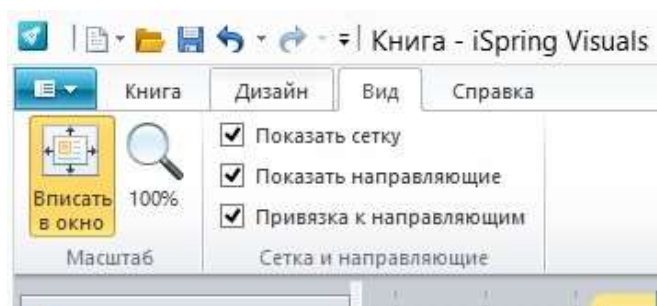 Книга - iSpring Visuals
Книга Дизайн Вид Справка
Вписать в окно
100%
Показать сетку
Показать направляющие
Привязка к направляющим
Масштаб
Сетка и направляющие